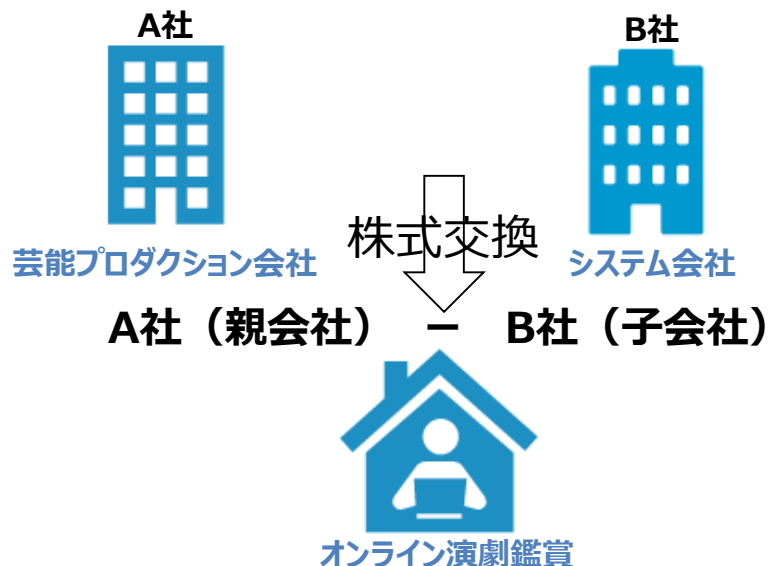 A社
B社
株式交換
芸能プロダクション会社
システム会社
A社（親会社） － B社（子会社）
オンライン演劇鑑賞